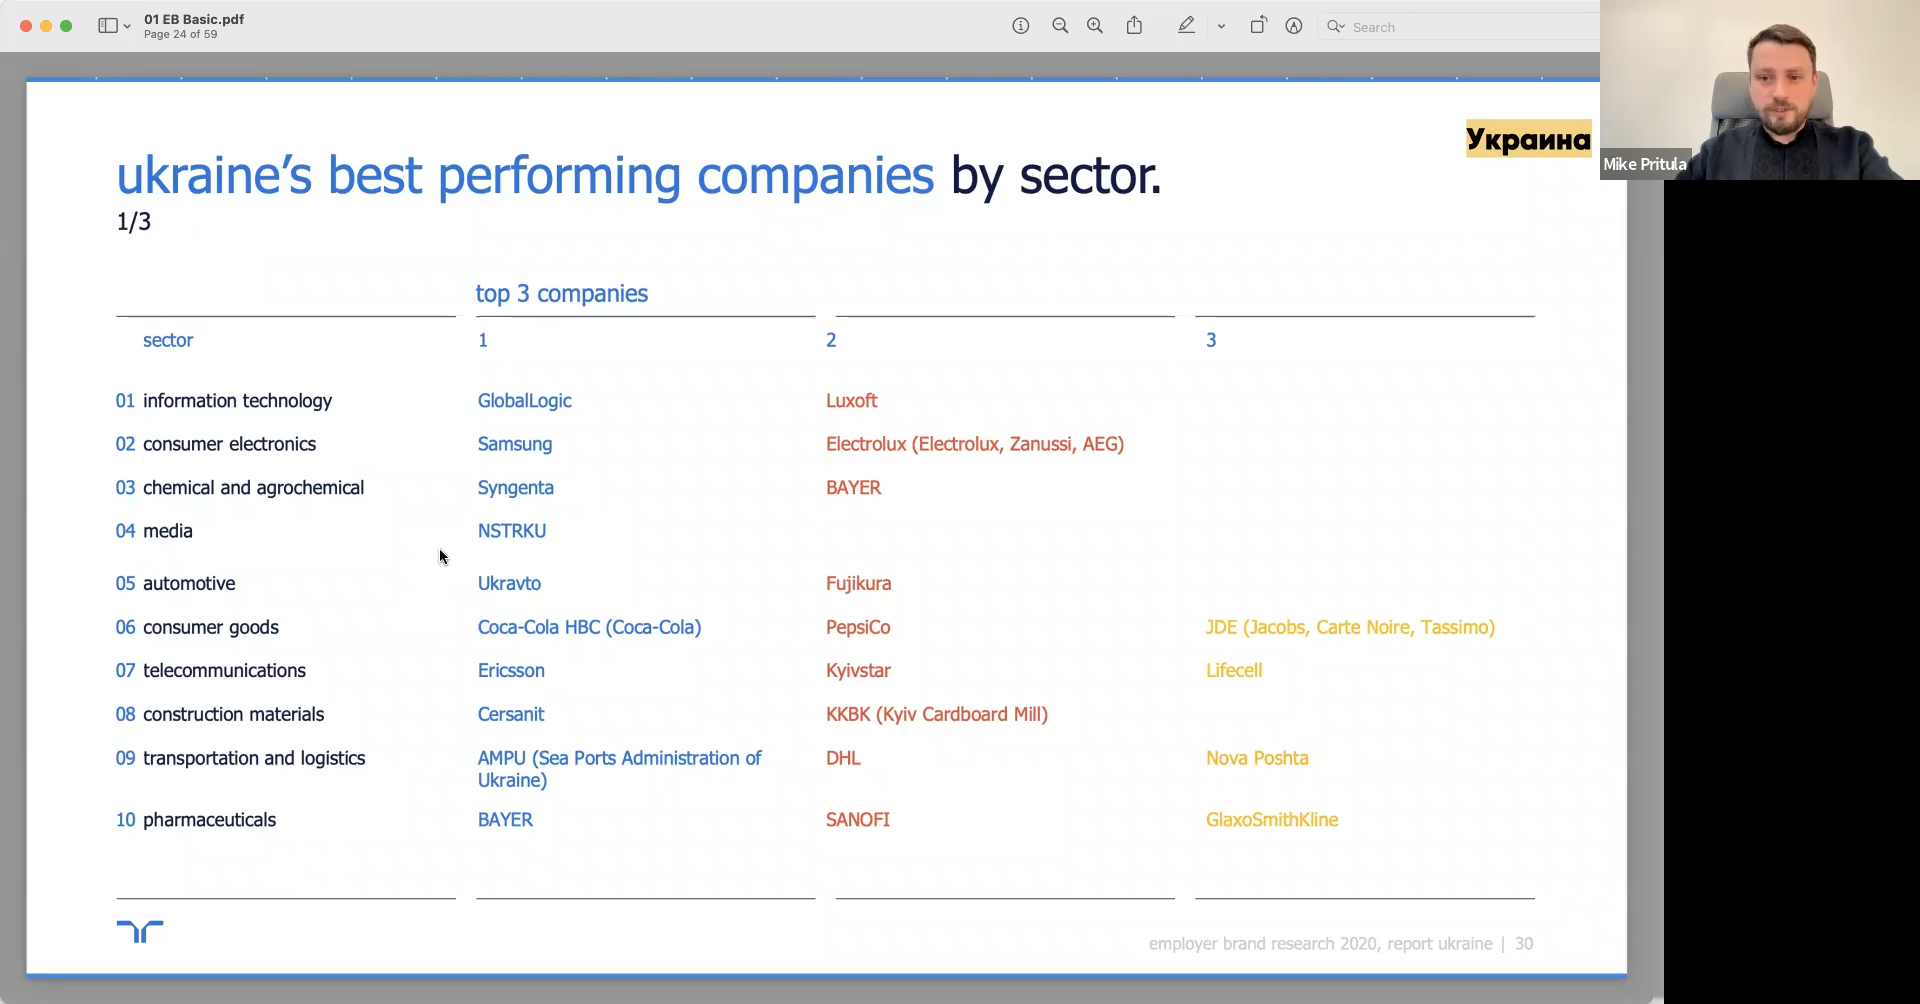 01 EB Basic.pdf
Page 24 of 59
Search
Украина
Mike Pritula
ukraine's best performing companies by sector.
1/3
top 3 companies
sector 1 2 3
01 information technology GlobalLogic Luxoft
02 consumer electronics Samsung Electrolux (Electrolux, Zanussi, AEG)
03 chemical and agrochemical Syngenta BAYER
04 media NSTRKU
05 automotive Ukravto Fujikura
06 consumer goods Coca-Cola HBC (Coca-Cola) PepsiCo JDE (Jacobs, Carte Noire, Tassimo)
07 telecommunications Ericsson Kyivstar Lifecell
08 construction materials Cersanit KKBK (Kyiv Cardboard Mill)
09 transportation and logistics AMPU (Sea Ports Administration of DHL Nova Poshta
Ukraine)
10 pharmaceuticals BAYER SANOFI GlaxoSmithKline
employer brand research 2020, report ukraine | 30